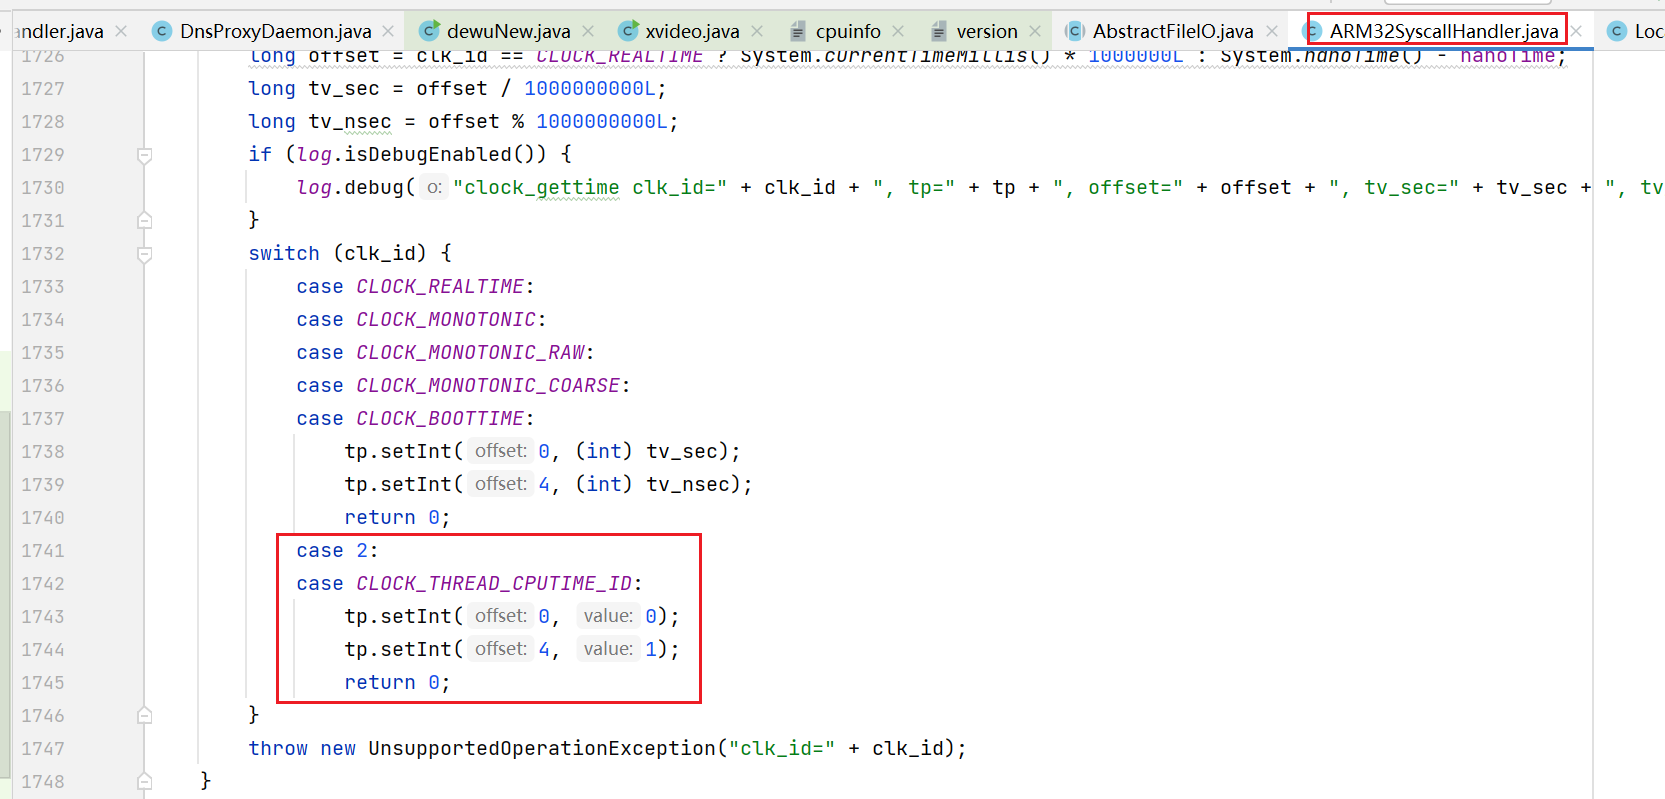 andler.java DnsProxyDaemon.java dewuNew.java xvideo.java cpuinfo version AbstractFileIO.java ARM32SyscallHandler.java Loc
1726 long offset = clk_id == CLOCK_REALTIME ? System.currentTimeMillis() * 1000000L : System.nanoTime() - nanoTime;
1727 long tv_sec = offset / 1000000000L;
1728 long tv_nsec = offset % 1000000000L;
1729 if (log.isDebugEnabled()) {
1730 log.debug( o: "clock_gettime clk_id=" + clk_id + ", tp=" + tp + ", offset=" + offset + ", tv_sec=" + tv_sec + ", tv
1731 }
1732 switch (clk_id) {
1733 case CLOCK_REALTIME:
1734 case CLOCK_MONOTONIC:
1735 case CLOCK_MONOTONIC_RAW:
1736 case CLOCK_MONOTONIC_COARSE:
1737 case CLOCK_BOOTTIME:
1738 tp.setInt( offset: 0, (int) tv_sec);
1739 tp.setInt( offset: 4, (int) tv_nsec);
1740 return 0;
1741 case 2:
1742 case CLOCK_THREAD_CPUTIME_ID:
1743 tp.setInt( offset: 0, value: 0);
1744 tp.setInt( offset: 4, value: 1);
1745 return 0;
1746 }
1747 throw new UnsupportedOperationException("clk_id=" + clk_id);
1748 }